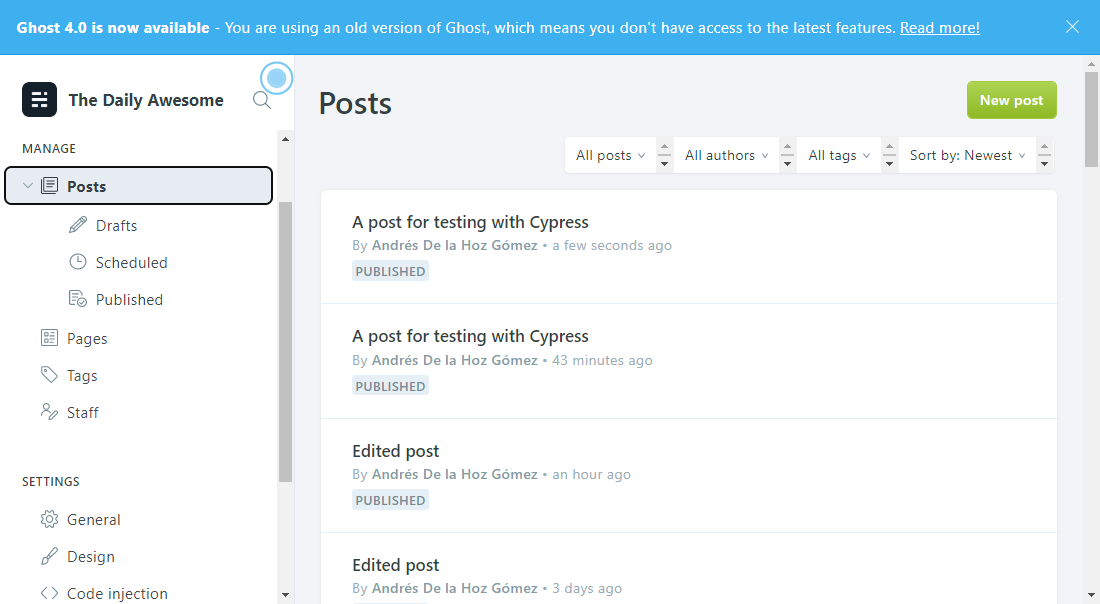 Ghost 4.0 is now available - You are using an old version of Ghost, which means you don't have access to the latest features. Read more!
The Daily Awesome
MANAGE
Posts
Drafts
Scheduled
Published
Pages
Tags
Staff
SETTINGS
General
Design
Code injection
Posts
New post
All posts
All authors
All tags
Sort by: Newest
A post for testing with Cypress
By Andrés De la Hoz Gómez • a few seconds ago
PUBLISHED
A post for testing with Cypress
By Andrés De la Hoz Gómez • 43 minutes ago
PUBLISHED
Edited post
By Andrés De la Hoz Gómez • an hour ago
PUBLISHED
Edited post
By Andrés De la Hoz Gómez • 3 days ago